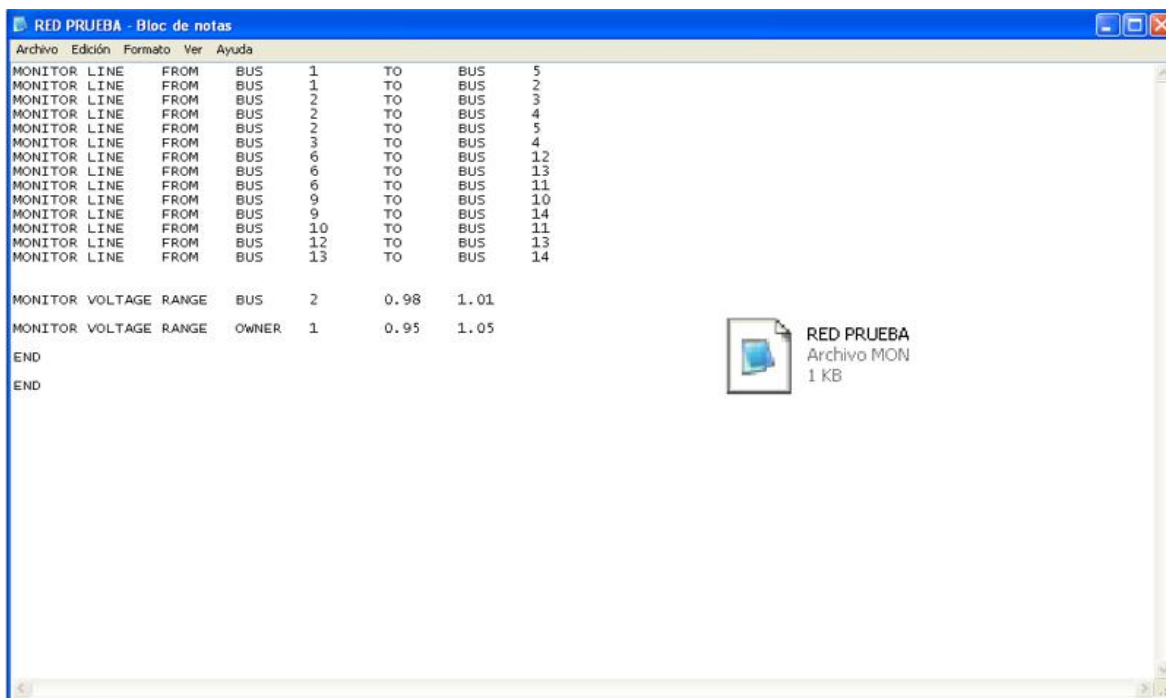 RED PRUEBA - Bloc de notas
Archivo Edición Formato Ver Ayuda
MONITOR LINE FROM BUS 1 TO BUS 5
MONITOR LINE FROM BUS 1 TO BUS 2
MONITOR LINE FROM BUS 2 TO BUS 3
MONITOR LINE FROM BUS 2 TO BUS 4
MONITOR LINE FROM BUS 2 TO BUS 5
MONITOR LINE FROM BUS 3 TO BUS 4
MONITOR LINE FROM BUS 6 TO BUS 12
MONITOR LINE FROM BUS 6 TO BUS 13
MONITOR LINE FROM BUS 6 TO BUS 11
MONITOR LINE FROM BUS 9 TO BUS 10
MONITOR LINE FROM BUS 9 TO BUS 14
MONITOR LINE FROM BUS 10 TO BUS 11
MONITOR LINE FROM BUS 12 TO BUS 13
MONITOR LINE FROM BUS 13 TO BUS 14
MONITOR VOLTAGE RANGE BUS 2 0.98 1.01
MONITOR VOLTAGE RANGE OWNER 1 0.95 1.05
END
END
RED PRUEBA
Archivo MON
1 KB